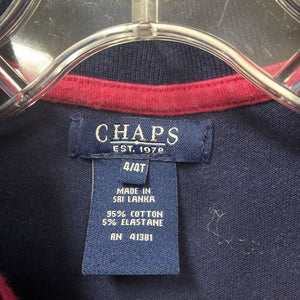 CHAPS
EST. 1978
4/4T
MADE IN
SRI LANKA
95% COTTON
5% ELASTANE
RN 41381